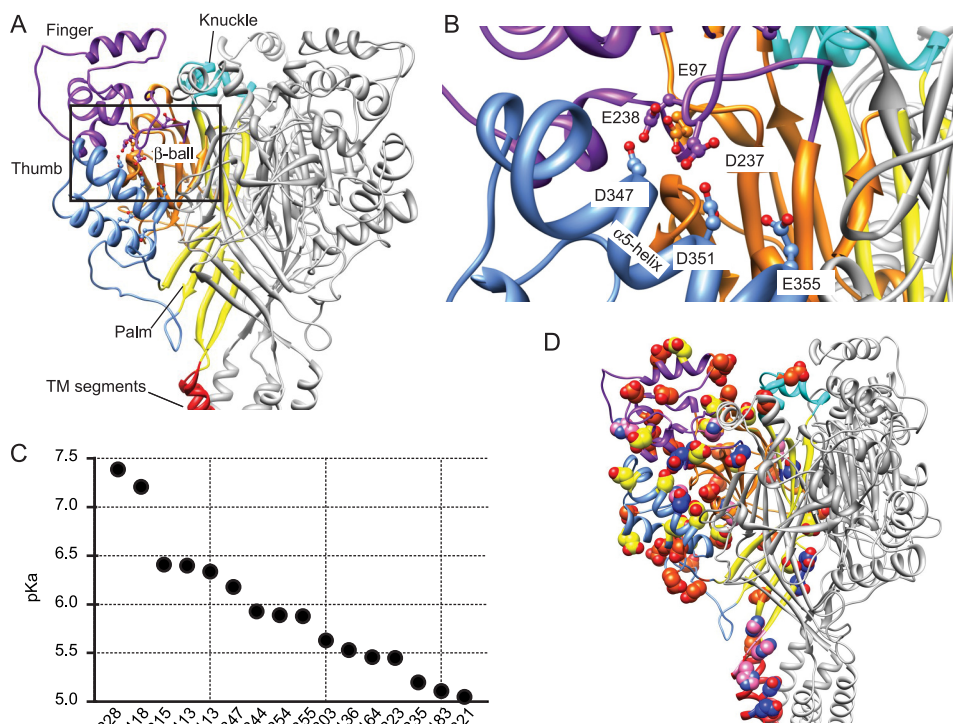 A
Finger
Knuckle
β-ball
Thumb
Palm
TM segments
B
E97
E238
D237
D347
α5-helix
D351
E355
C
7.5
7.0
6.5
6.0
5.5
5.0
pKa
D